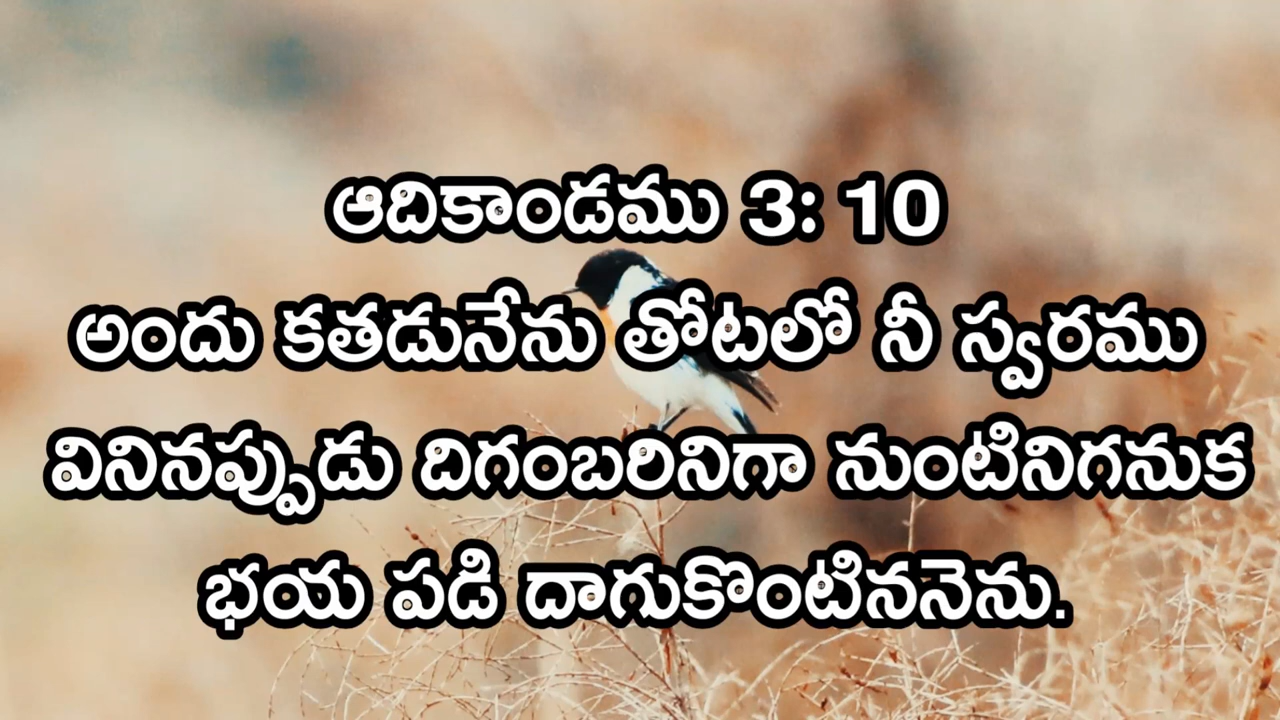 ఆదికాండము 3: 10
అందు కతడునేను తోటలో నీ స్వరము
వినినప్పుడు దిగంబరినిగా నుంటినిగనుక
భయ పడి దాగుకొంటిననెను.